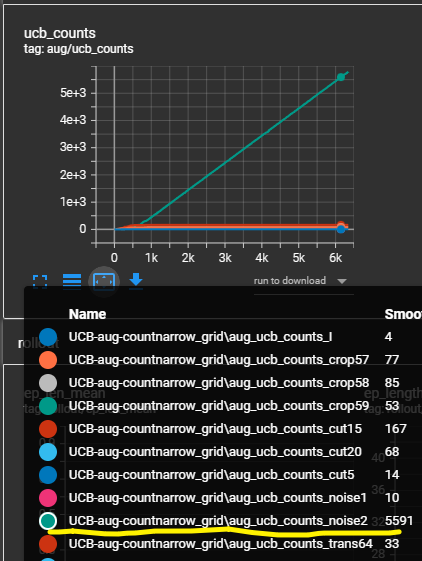 ucb_counts
tag: aug/ucb_counts
5e+3
4e+3
3e+3
2e+3
1e+3
0
0 1k 2k 3k 4k 5k 6k
run to download
Name Smoo
UCB-aug-countnarrow_grid\aug_ucb_counts_I 4
UCB-aug-countnarrow_grid\aug_ucb_counts_crop57 77
UCB-aug-countnarrow_grid\aug_ucb_counts_crop58 85
UCB-aug-countnarrow_grid\aug_ucb_counts_crop59 53
UCB-aug-countnarrow_grid\aug_ucb_counts_cut15 167
UCB-aug-countnarrow_grid\aug_ucb_counts_cut20 68
UCB-aug-countnarrow_grid\aug_ucb_counts_cut5 14
UCB-aug-countnarrow_grid\aug_ucb_counts_noise1 10
UCB-aug-countnarrow_grid\aug_ucb_counts_noise2 5591
UCB-aug-countnarrow_grid\aug_ucb_counts_trans64 33